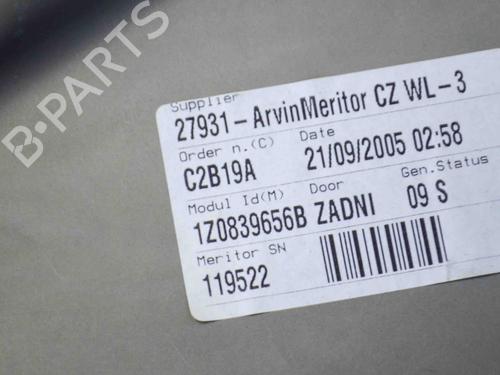 B-PARTS
Supplier
27931-ArvinMeritor CZ WL-3
Order n.(C) Date
C2B19A 21/09/2005 02:58
Modul Id(M) Door Gen.Status
1Z0839656B ZADNI 09 S
Meritor SN
119522